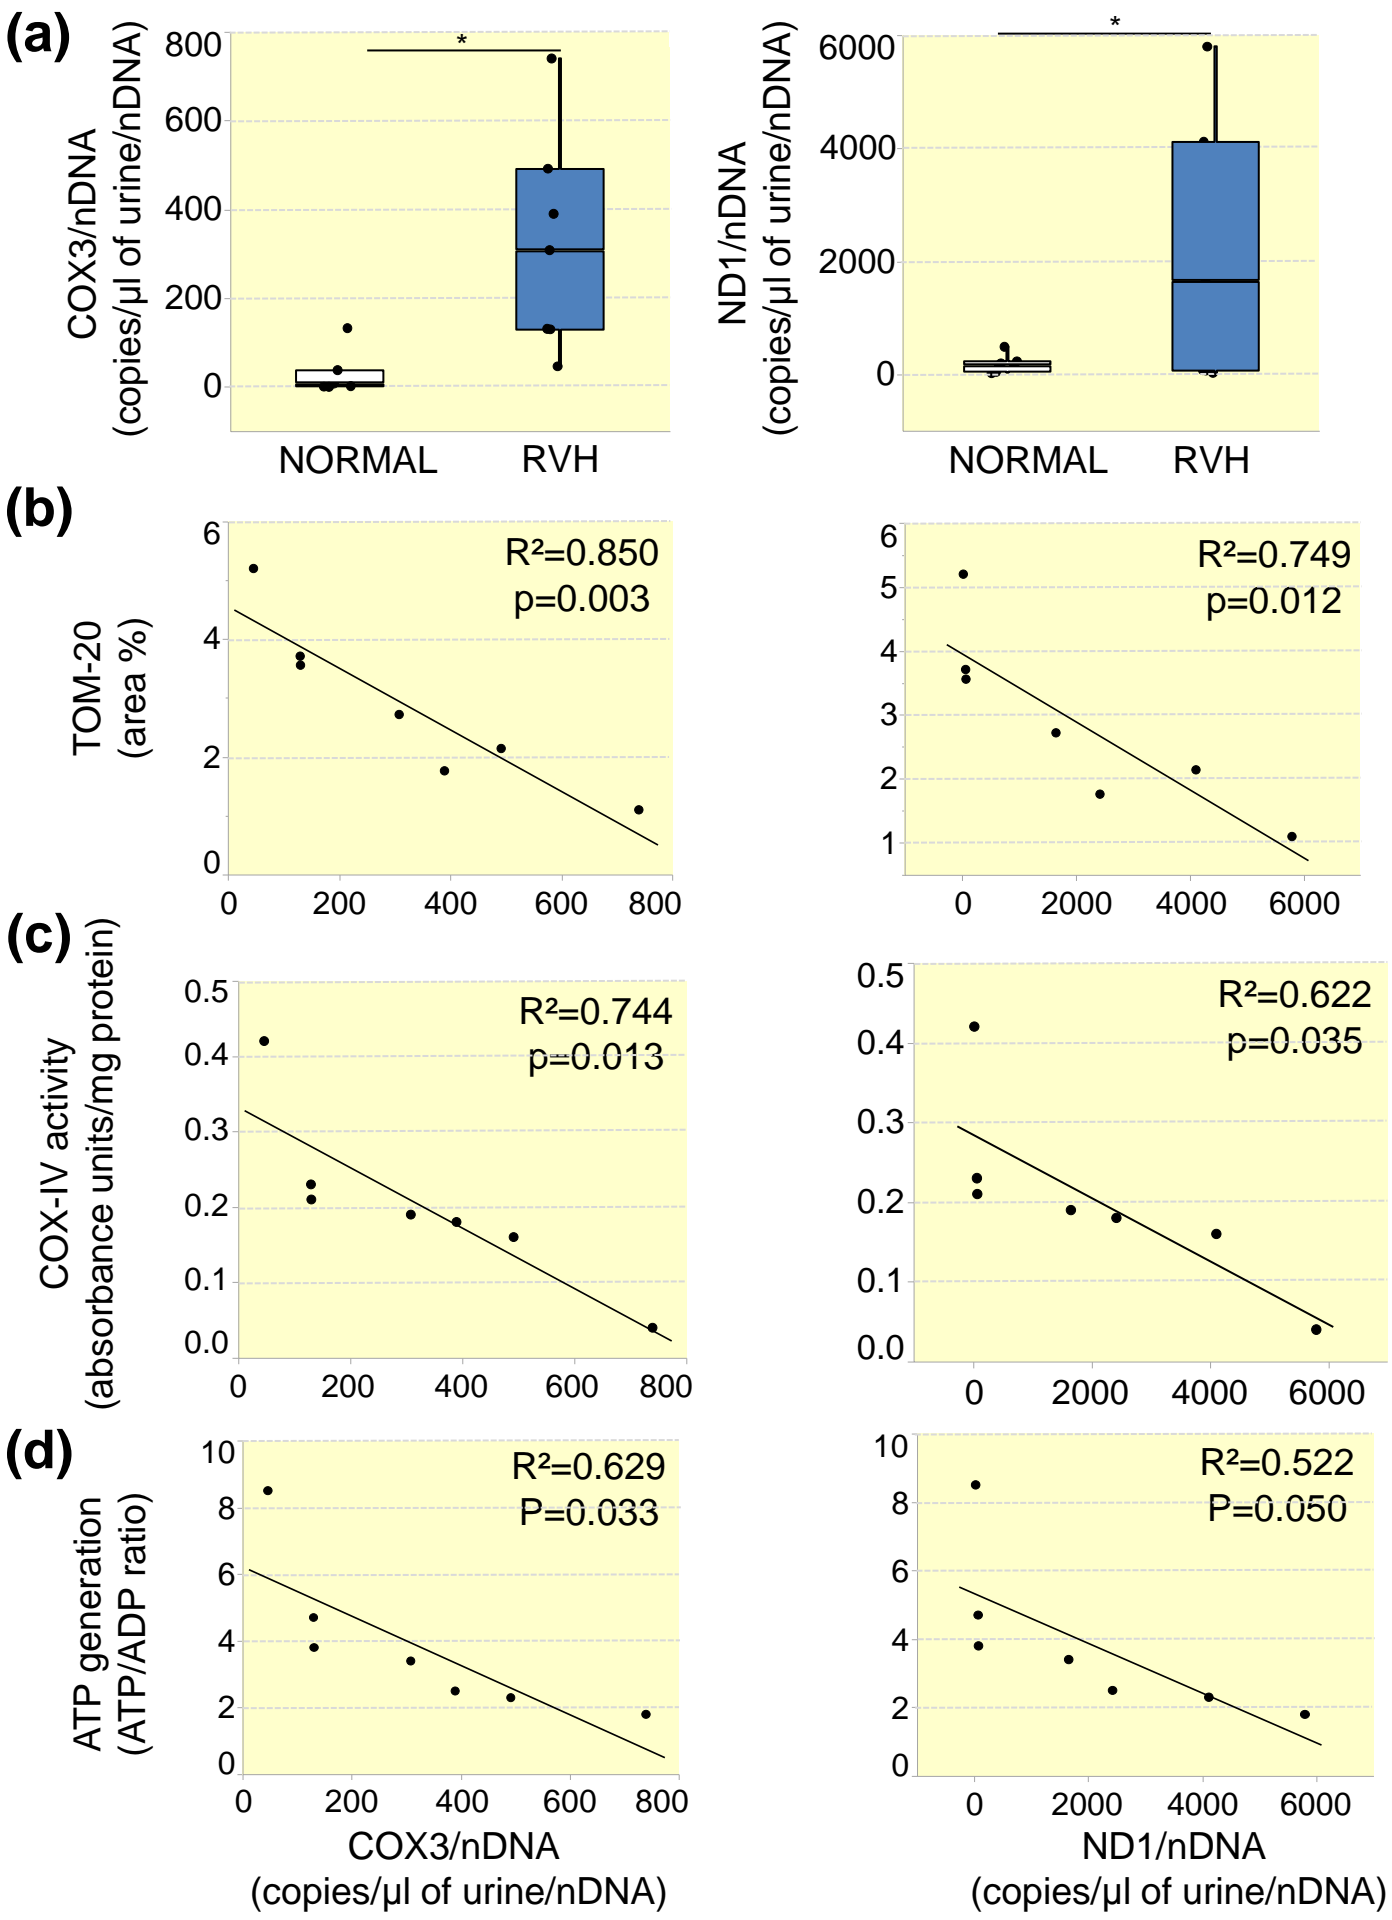 (a)
COX3/nDNA
(copies/µl of urine/nDNA)
800
600
400
200
0
*
NORMAL
RVH
ND1/nDNA
(copies/µl of urine/nDNA)
6000
4000
2000
0
*
NORMAL
RVH
(b)
TOM-20
(area %)
6
4
2
0
R²=0.850
p=0.003
0
200
400
600
800
6
5
4
3
2
1
R²=0.749
p=0.012
0
2000
4000
6000
(c)
COX-IV activity
(absorbance units/mg protein)
0.5
0.4
0.3
0.2
0.1
0.0
R²=0.744
p=0.013
0
200
400
600
800
0.5
0.4
0.3
0.2
0.1
0.0
R²=0.622
p=0.035
0
2000
4000
6000
(d)
ATP generation
(ATP/ADP ratio)
10
8
6
4
2
0
R²=0.629
P=0.033
0
200
400
600
800
COX3/nDNA
(copies/µl of urine/nDNA)
10
8
6
4
2
0
R²=0.522
P=0.050
0
2000
4000
6000
ND1/nDNA
(copies/µl of urine/nDNA)